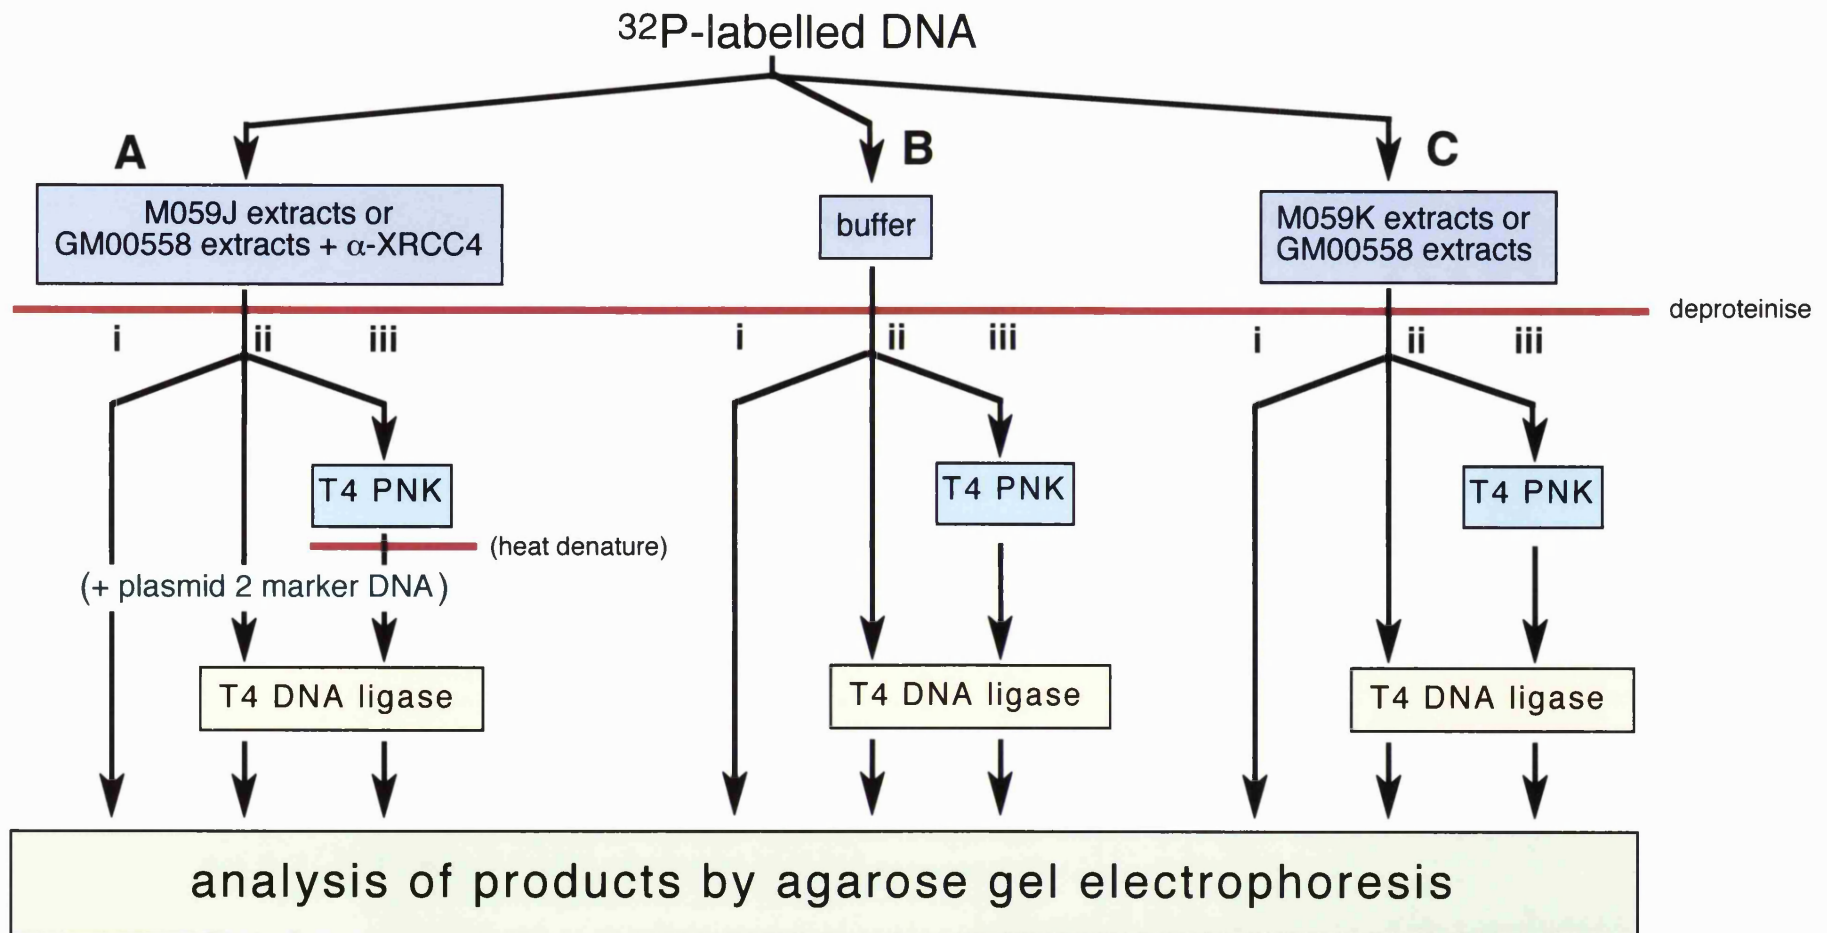 32P-labelled DNA
A
B
C
M059J extracts or
GM00558 extracts + α-XRCC4
buffer
M059K extracts or
GM00558 extracts
deproteinise
i
ii
iii
i
ii
iii
i
ii
iii
T4 PNK
T4 PNK
T4 PNK
(heat denature)
(+ plasmid 2 marker DNA)
T4 DNA ligase
T4 DNA ligase
T4 DNA ligase
analysis of products by agarose gel electrophoresis